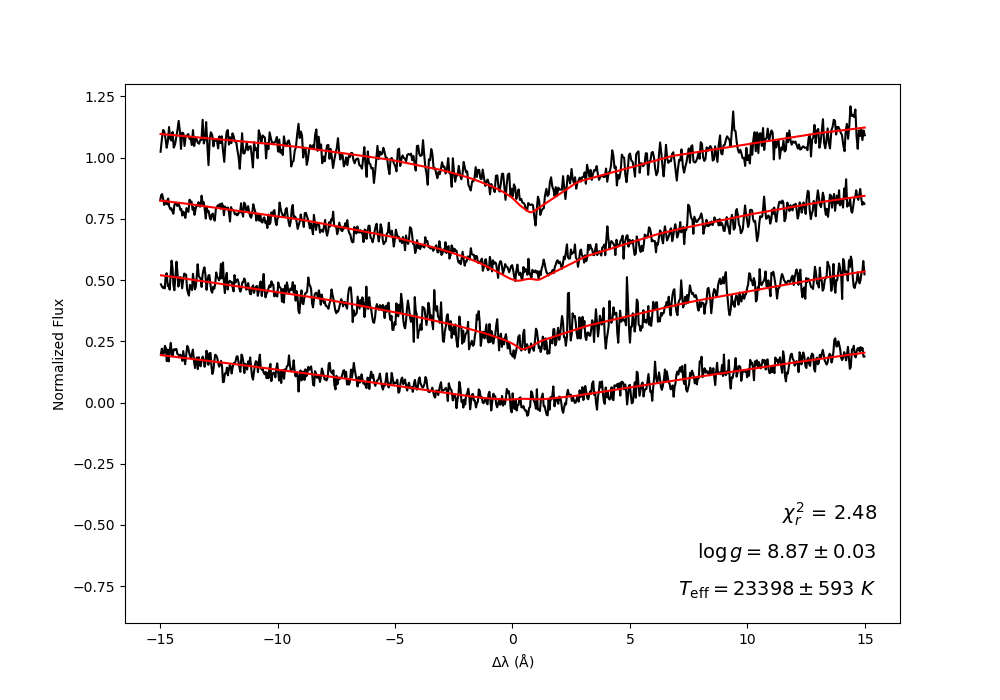 1.25
1.00
0.75
0.50
0.25
0.00
−0.25
−0.50
−0.75
Normalized Flux
χ²ᵣ = 2.48
log g = 8.87 ± 0.03
T_eff = 23398 ± 593 K
−15 −10 −5 0 5 10 15
Δλ (Å)